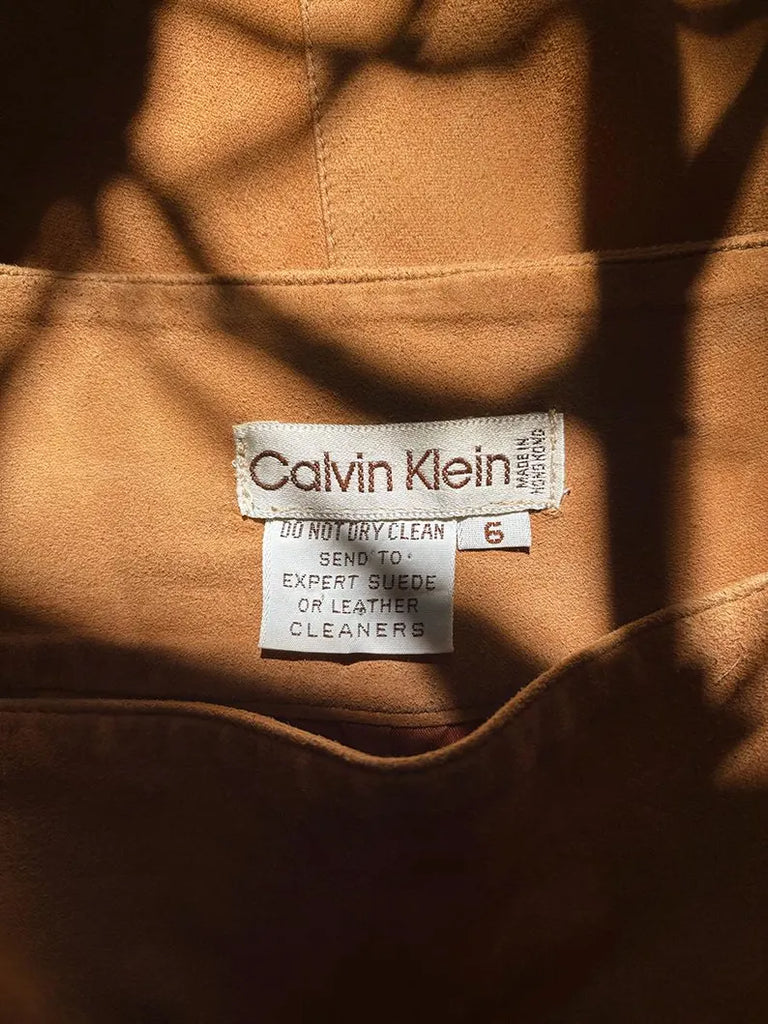 Calvin Klein
MADE IN
HONG KONG
DO NOT DRY CLEAN
SEND TO
EXPERT SUEDE
OR LEATHER
CLEANERS
6